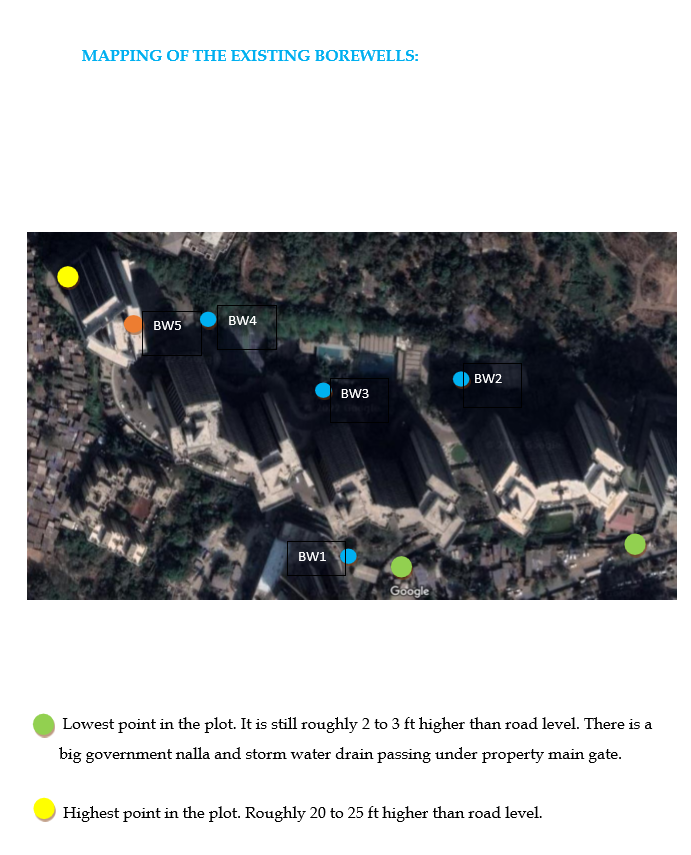 MAPPING OF THE EXISTING BOREWELLS:
BW5
BW4
BW3
BW2
BW1
Google
Lowest point in the plot. It is still roughly 2 to 3 ft higher than road level. There is a
big government nalla and storm water drain passing under property main gate.
Highest point in the plot. Roughly 20 to 25 ft higher than road level.